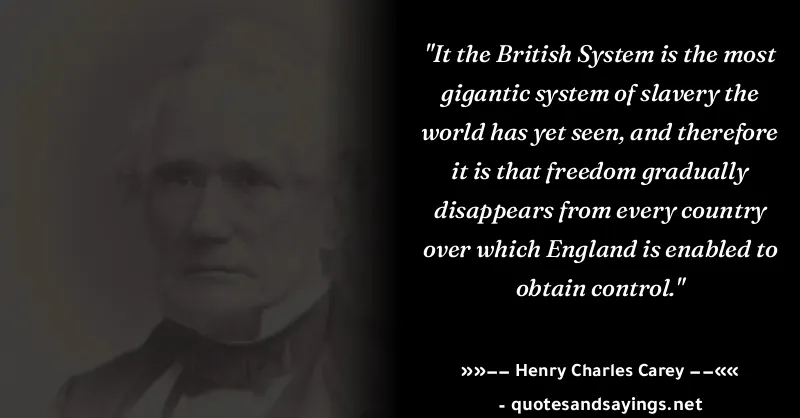 "It the British System is the most
gigantic system of slavery the
world has yet seen, and therefore
it is that freedom gradually
disappears from every country
over which England is enabled to
obtain control."
»»−− Henry Charles Carey −−««
- quotesandsayings.net